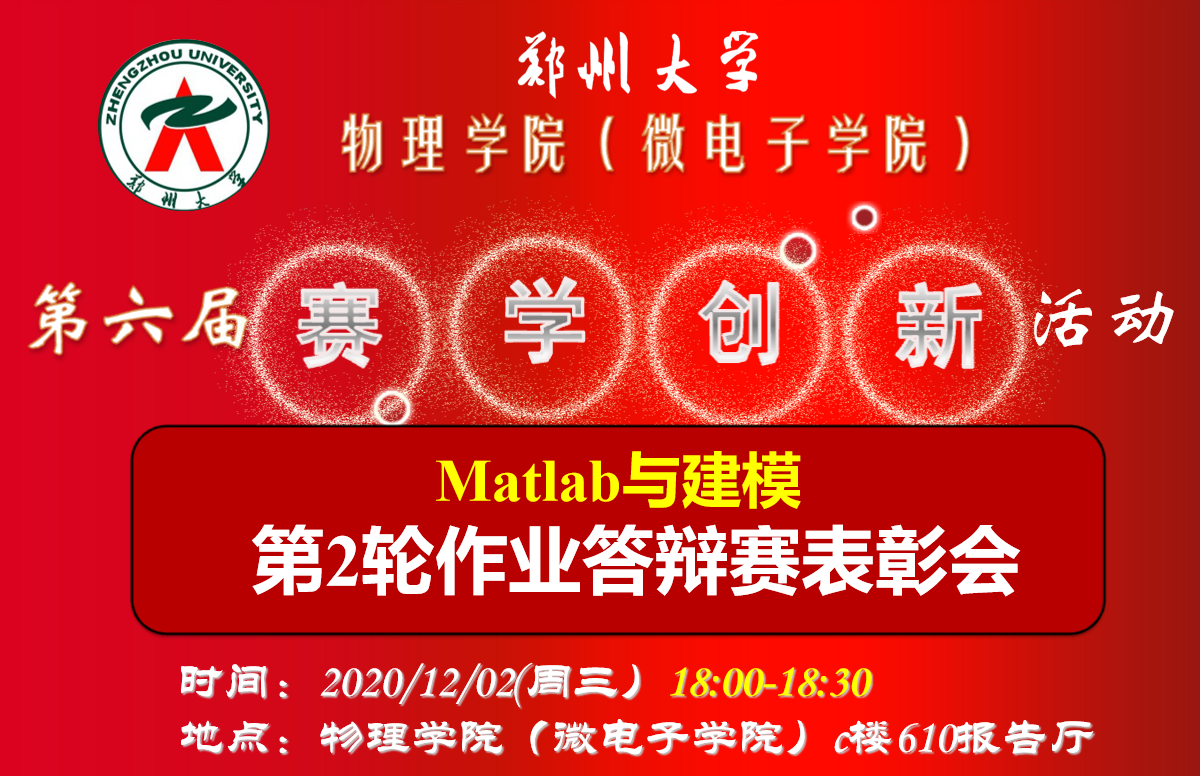 ZHENGZHOU UNIVERSITY
郑州大学
郑州大学
物理学院（微电子学院）
第六届赛学创新活动
Matlab与建模
第2轮作业答辩赛表彰会
时间：2020/12/02(周三）18:00-18:30
地点：物理学院（微电子学院）c楼610报告厅